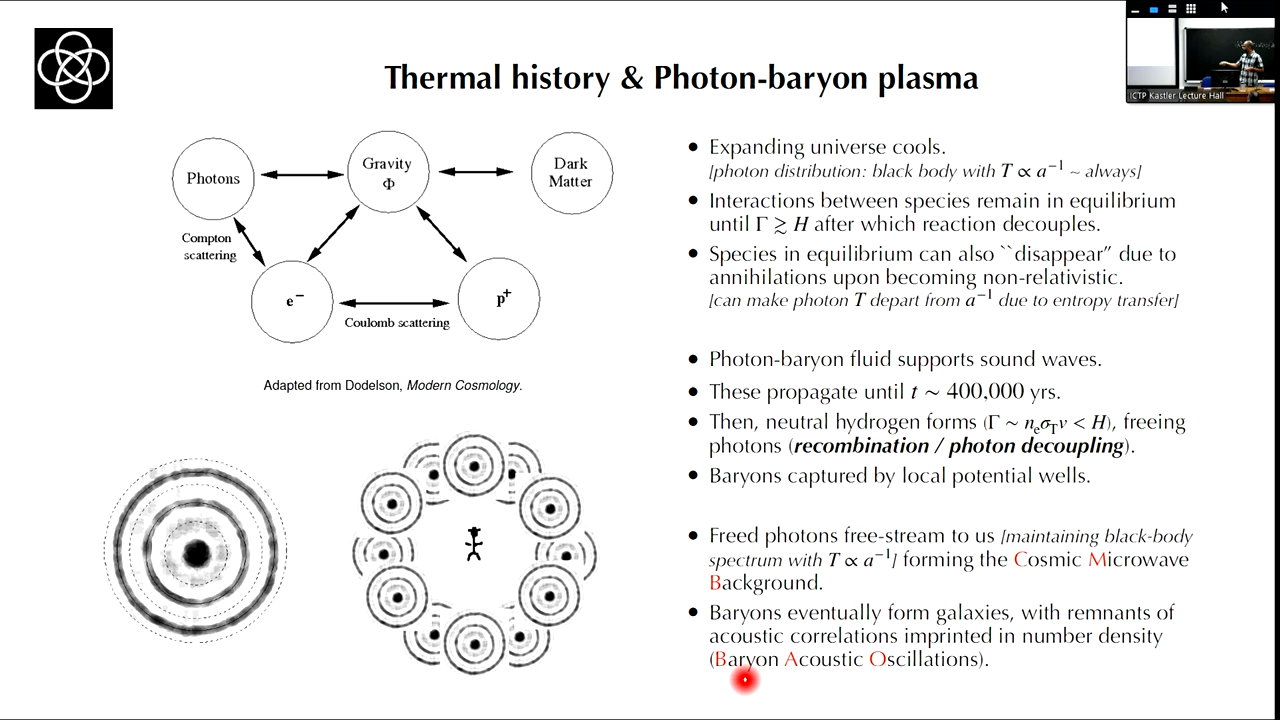 Thermal history & Photon-baryon plasma
ICTP Kastler Lecture Hall
Photons
Gravity
Φ
Dark
Matter
Compton
scattering
e⁻
p⁺
Coulomb scattering
Adapted from Dodelson, Modern Cosmology.
• Expanding universe cools.
[photon distribution: black body with T ∝ a⁻¹ ~ always]
• Interactions between species remain in equilibrium
until Γ ≳ H after which reaction decouples.
• Species in equilibrium can also ``disappear” due to
annihilations upon becoming non-relativistic.
[can make photon T depart from a⁻¹ due to entropy transfer]
• Photon-baryon fluid supports sound waves.
• These propagate until t ∼ 400,000 yrs.
• Then, neutral hydrogen forms (Γ ∼ nₑσ_Tv < H), freeing
photons (recombination / photon decoupling).
• Baryons captured by local potential wells.
• Freed photons free-stream to us [maintaining black-body
spectrum with T ∝ a⁻¹] forming the Cosmic Microwave
Background.
• Baryons eventually form galaxies, with remnants of
acoustic correlations imprinted in number density
(Baryon Acoustic Oscillations).